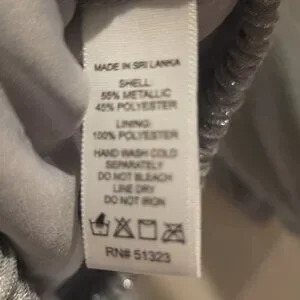 MADE IN SRI LANKA
SHELL:
55% METALLIC
45% POLYESTER
LINING:
100% POLYESTER
HAND WASH COLD
SEPARATELY
DO NOT BLEACH
LINE DRY
DO NOT IRON
RN# 51323